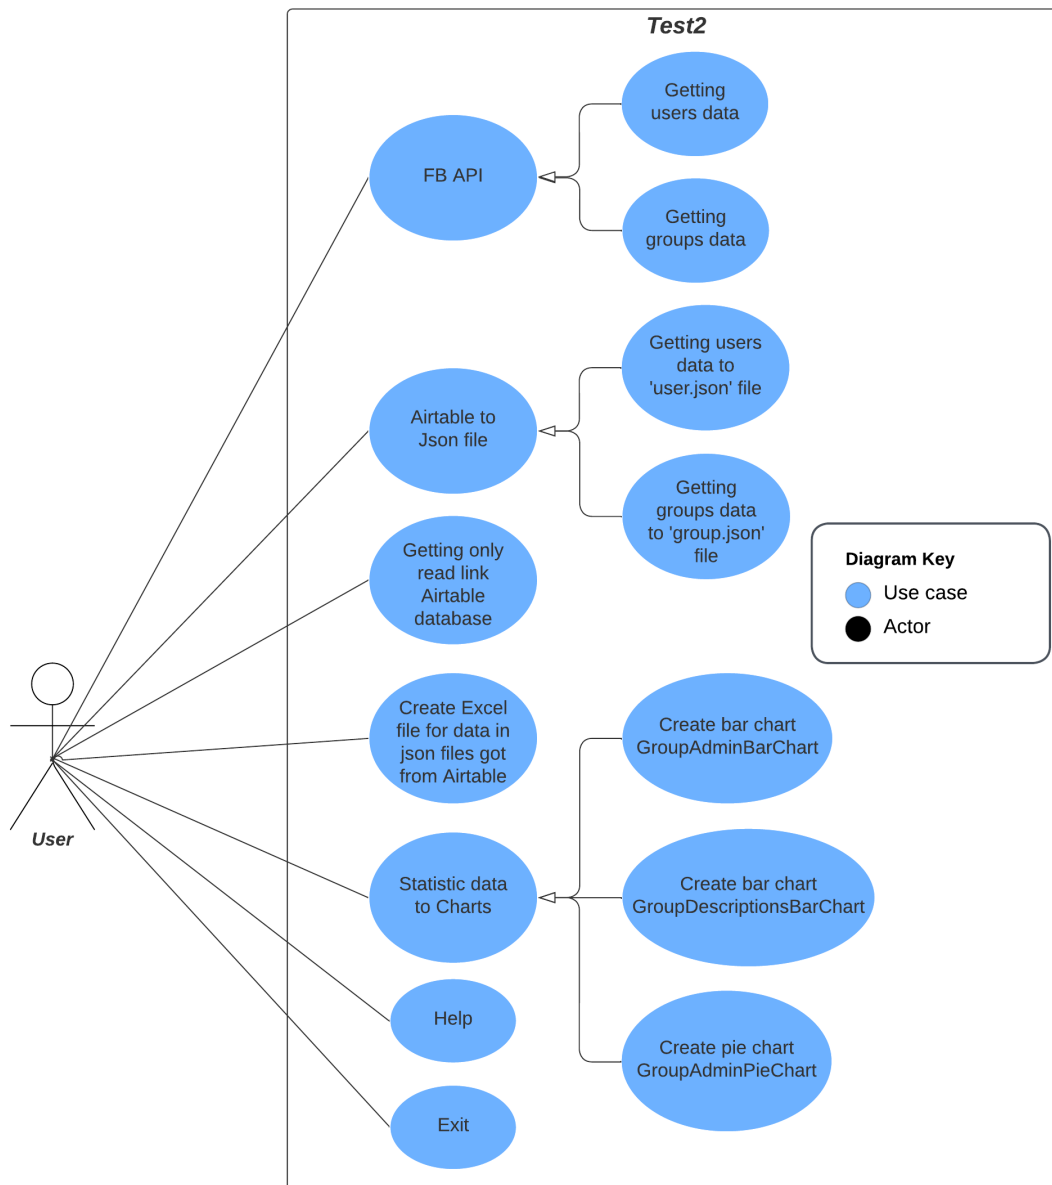 Test2
Getting
users data
FB API
Getting
groups data
Getting users
data to
'user.json' file
Airtable to
Json file
Getting
groups data
to 'group.json'
file
Getting only
read link
Airtable
database
Diagram Key
Use case
Actor
User
Create Excel
file for data in
json files got
from Airtable
Create bar chart
GroupAdminBarChart
Statistic data
to Charts
Create bar chart
GroupDescriptionsBarChart
Help
Create pie chart
GroupAdminPieChart
Exit